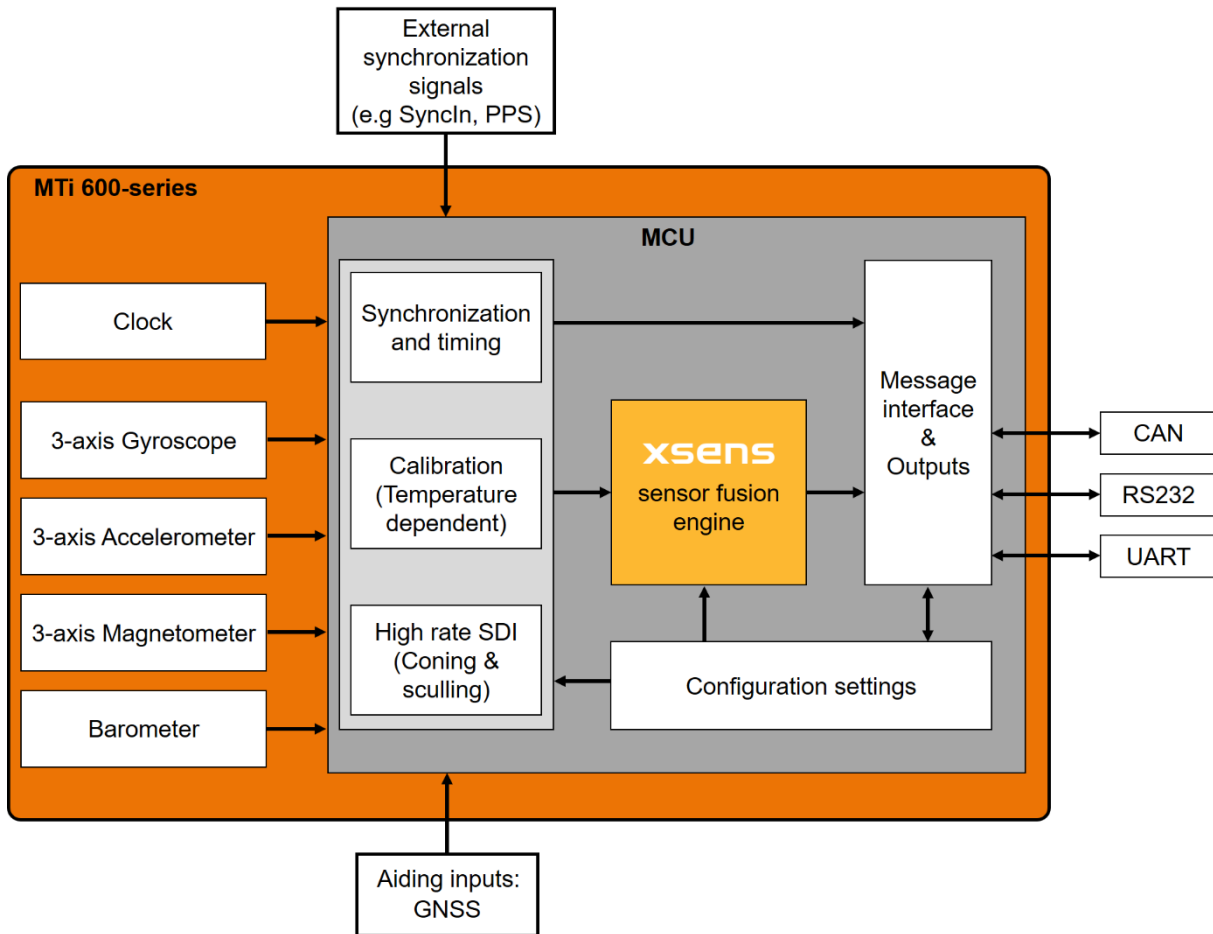 External
synchronization
signals
(e.g SyncIn, PPS)
MTi 600-series
MCU
Clock
3-axis Gyroscope
3-axis Accelerometer
3-axis Magnetometer
Barometer
Synchronization
and timing
Calibration
(Temperature
dependent)
High rate SDI
(Coning &
sculling)
xsens
sensor fusion
engine
Configuration settings
Message
interface
&
Outputs
CAN
RS232
UART
Aiding inputs:
GNSS